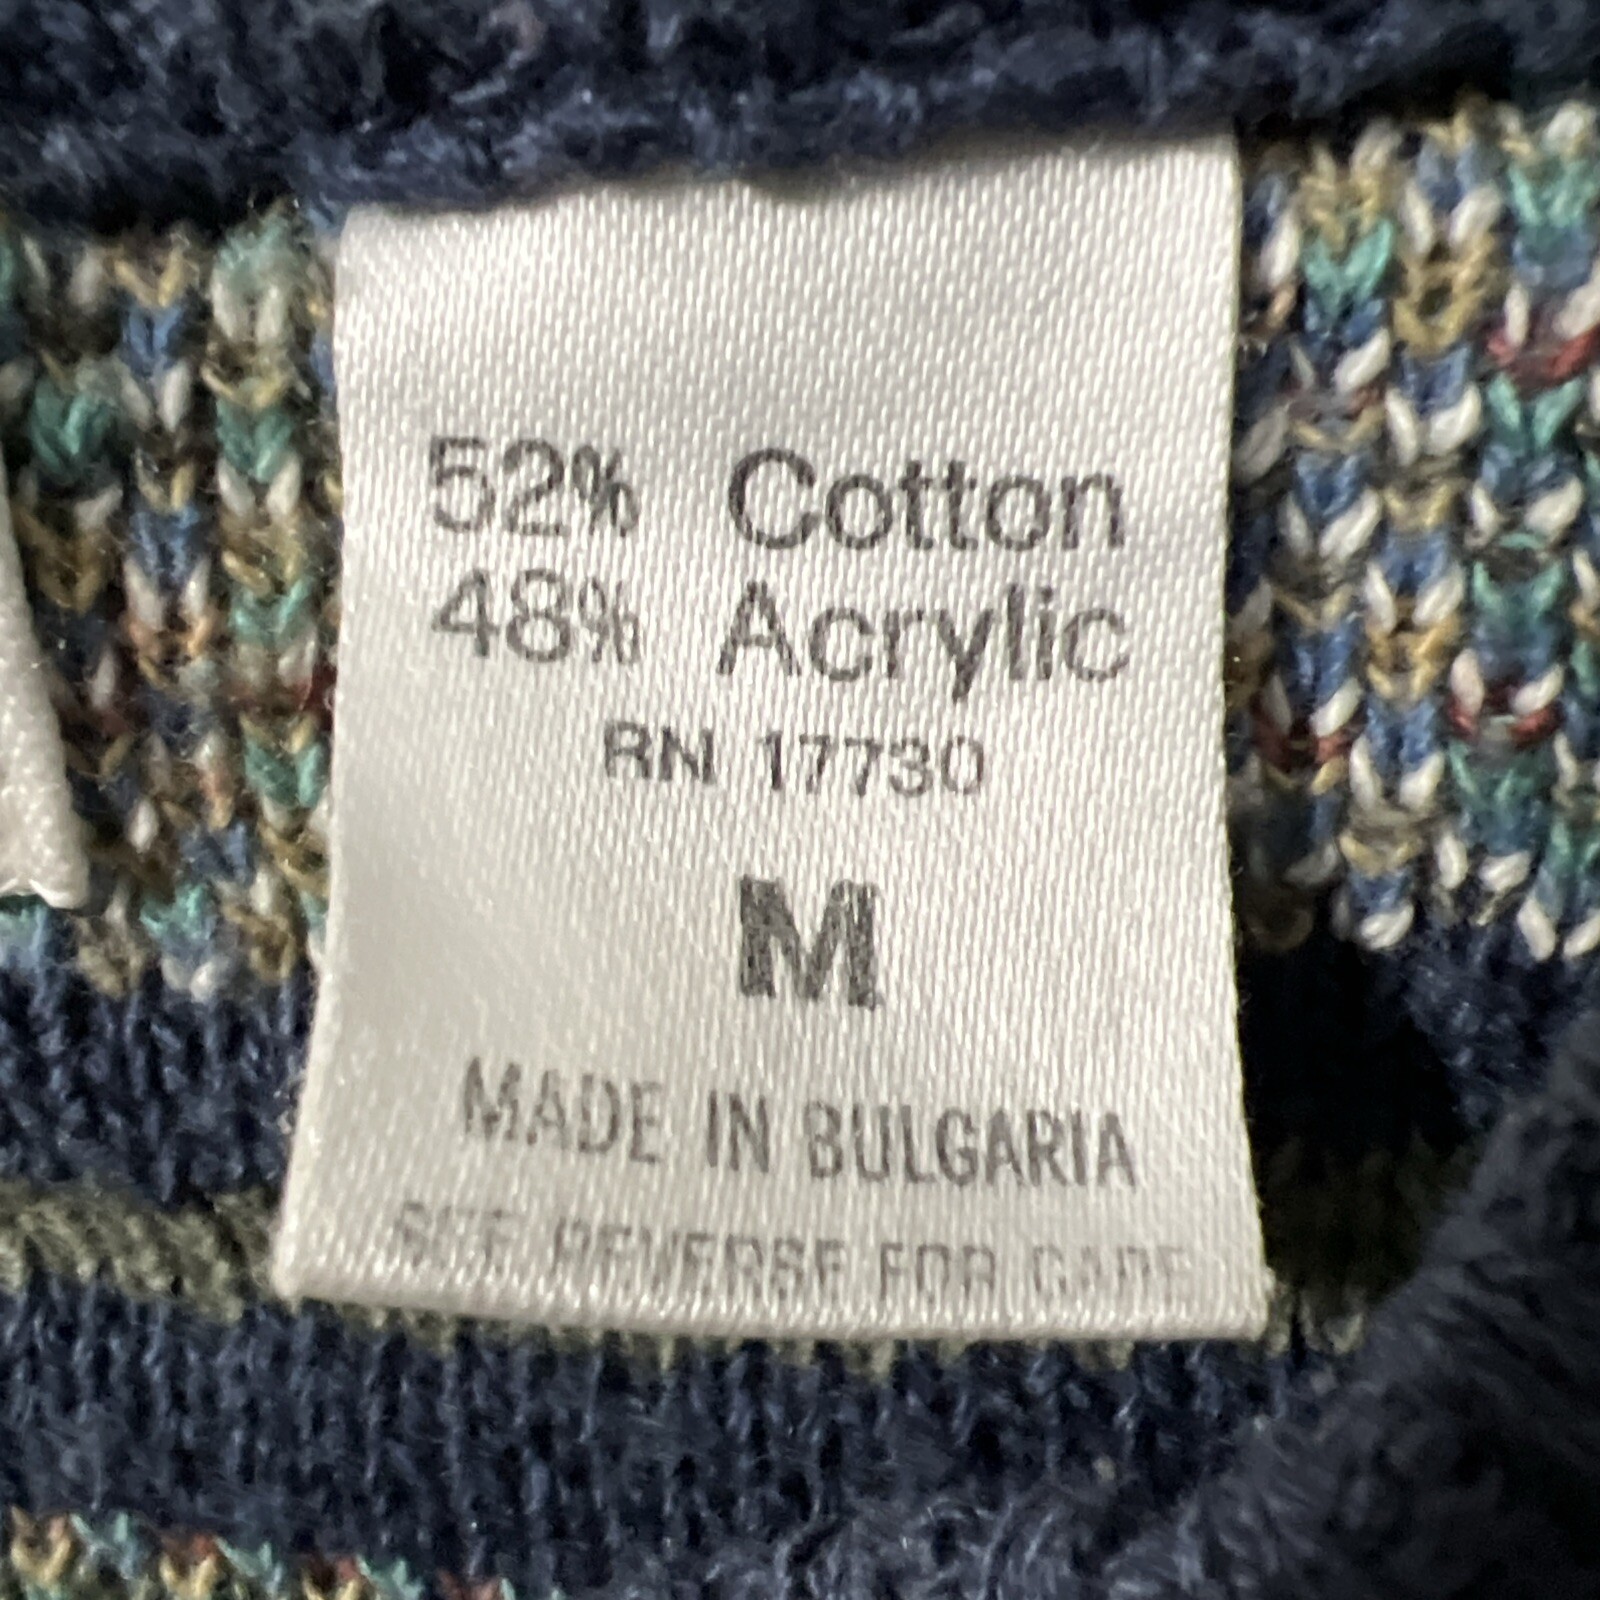 52% Cotton
48% Acrylic
RN 17730
M
MADE IN BULGARIA
SEE REVERSE FOR CARE